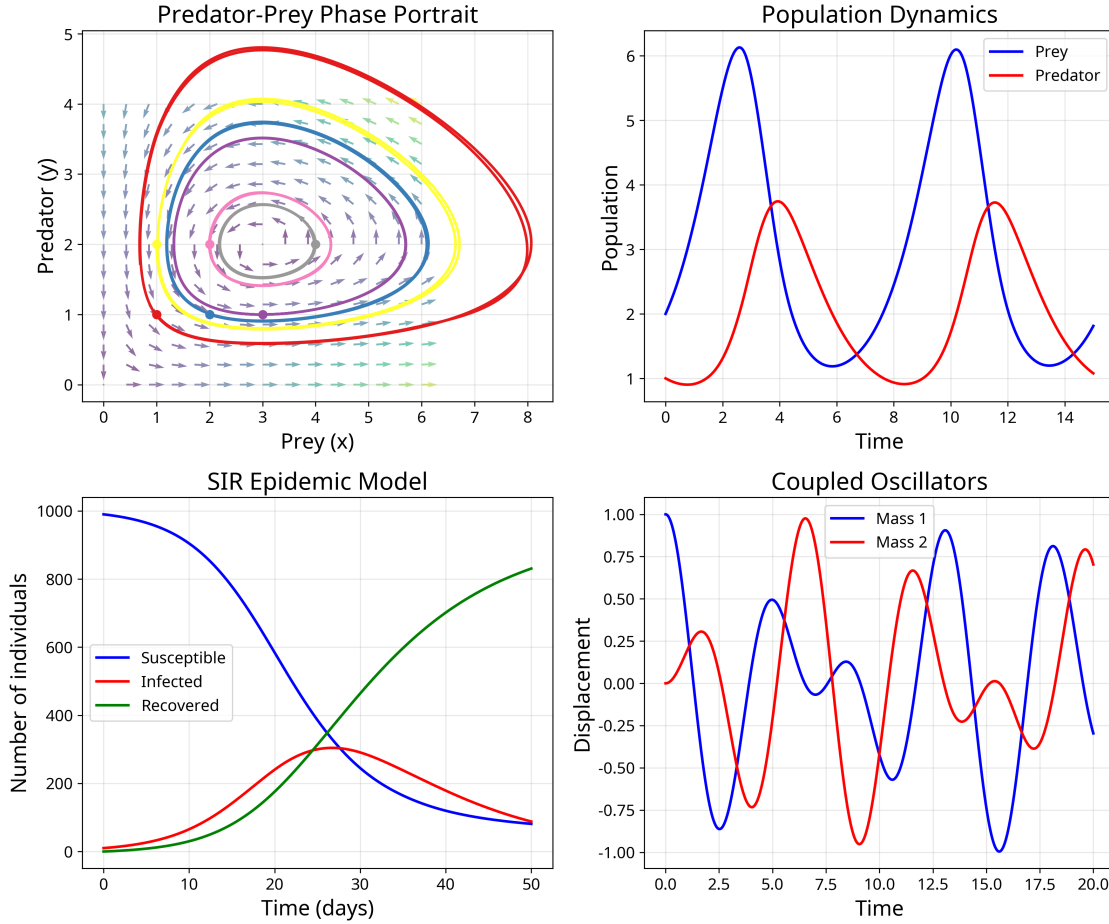 Predator-Prey Phase Portrait
5
4
3
2
1
0
Predator (y)
0 1 2 3 4 5 6 7 8
Prey (x)
Population Dynamics
Prey
Predator
6
5
4
3
2
1
Population
0 2 4 6 8 10 12 14
Time
SIR Epidemic Model
1000
800
600
400
200
0
Number of individuals
Susceptible
Infected
Recovered
0 10 20 30 40 50
Time (days)
Coupled Oscillators
Mass 1
Mass 2
1.00
0.75
0.50
0.25
0.00
-0.25
-0.50
-0.75
-1.00
Displacement
0.0 2.5 5.0 7.5 10.0 12.5 15.0 17.5 20.0
Time